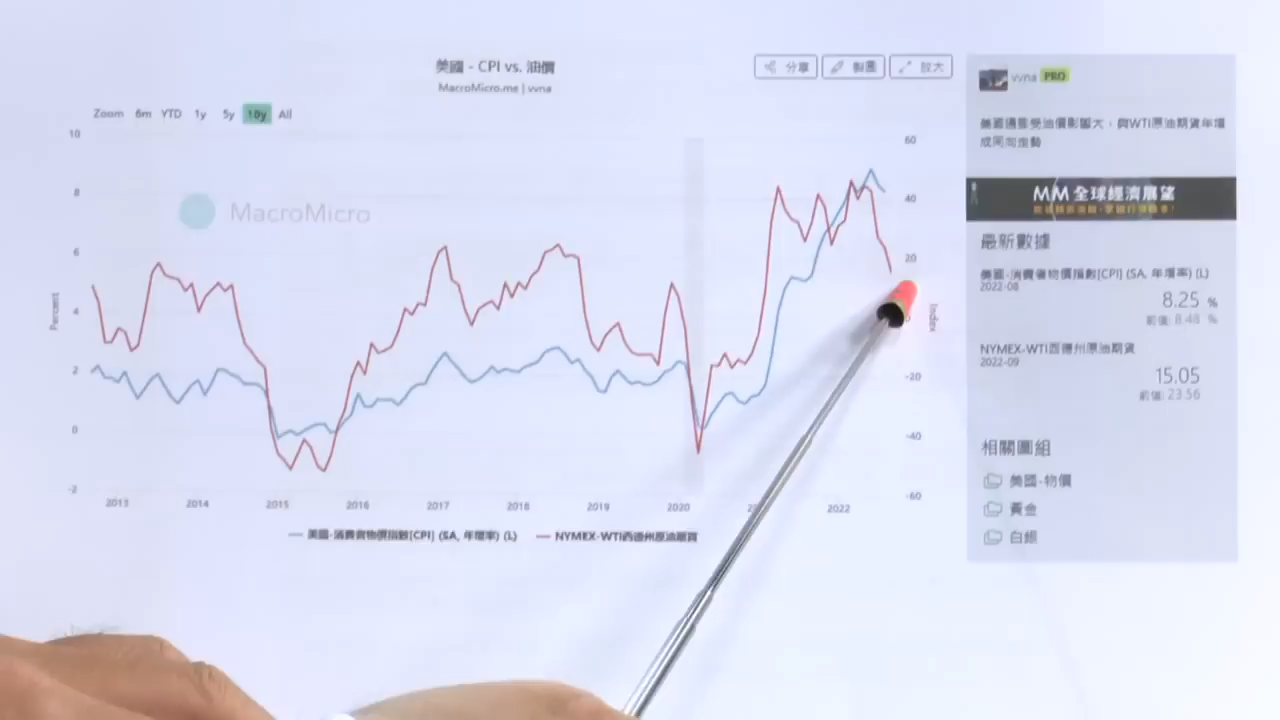 美國 - CPI vs. 油價
MacroMicro.me | vvna
分享
製圖
放大
Zoom 6m YTD 1y 5y 10y All
10
8
6
4
2
0
-2
Percent
60
40
20
-20
-40
-60
Index
MacroMicro
2013 2014 2015 2016 2017 2018 2019 2020 2022
美國-消費者物價指數[CPI] (SA, 年增率) (L)
NYMEX-WTI西德州原油期貨
vvna PRO
美國通膨受油價影響大，與WTI原油期貨年增
成同向走勢
MM 全球經濟展望
最新數據
美國-消費者物價指數[CPI] (SA, 年增率) (L)
2022-08
8.25 %
前值: 8.48 %
NYMEX-WTI西德州原油期貨
2022-09
15.05
前值: 23.56
相關圖組
美國-物價
黃金
白銀